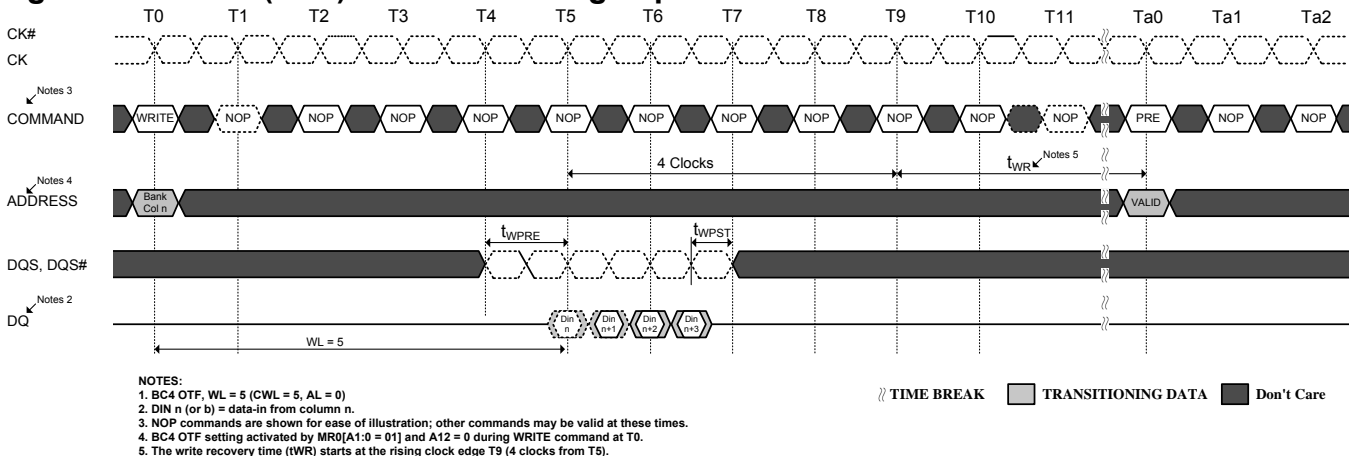 T0 T1 T2 T3 T4 T5 T6 T7 T8 T9 T10 T11 Ta0 Ta1 Ta2
CK#
CK
Notes 3
COMMAND
WRITE NOP NOP NOP NOP NOP NOP NOP NOP NOP NOP NOP PRE NOP NOP
4 Clocks
tWR
Notes 5
Notes 4
ADDRESS
Bank
Col n
VALID
tWPRE
tWPST
DQS, DQS#
Notes 2
DQ
Din
n
Din
n+1
Din
n+2
Din
n+3
WL = 5
NOTES:
1. BC4 OTF, WL = 5 (CWL = 5, AL = 0)
2. DIN n (or b) = data-in from column n.
3. NOP commands are shown for ease of illustration; other commands may be valid at these times.
4. BC4 OTF setting activated by MR0[A1:0 = 01] and A12 = 0 during WRITE command at T0.
5. The write recovery time (tWR) starts at the rising clock edge T9 (4 clocks from T5).
TIME BREAK
TRANSITIONING DATA
Don't Care